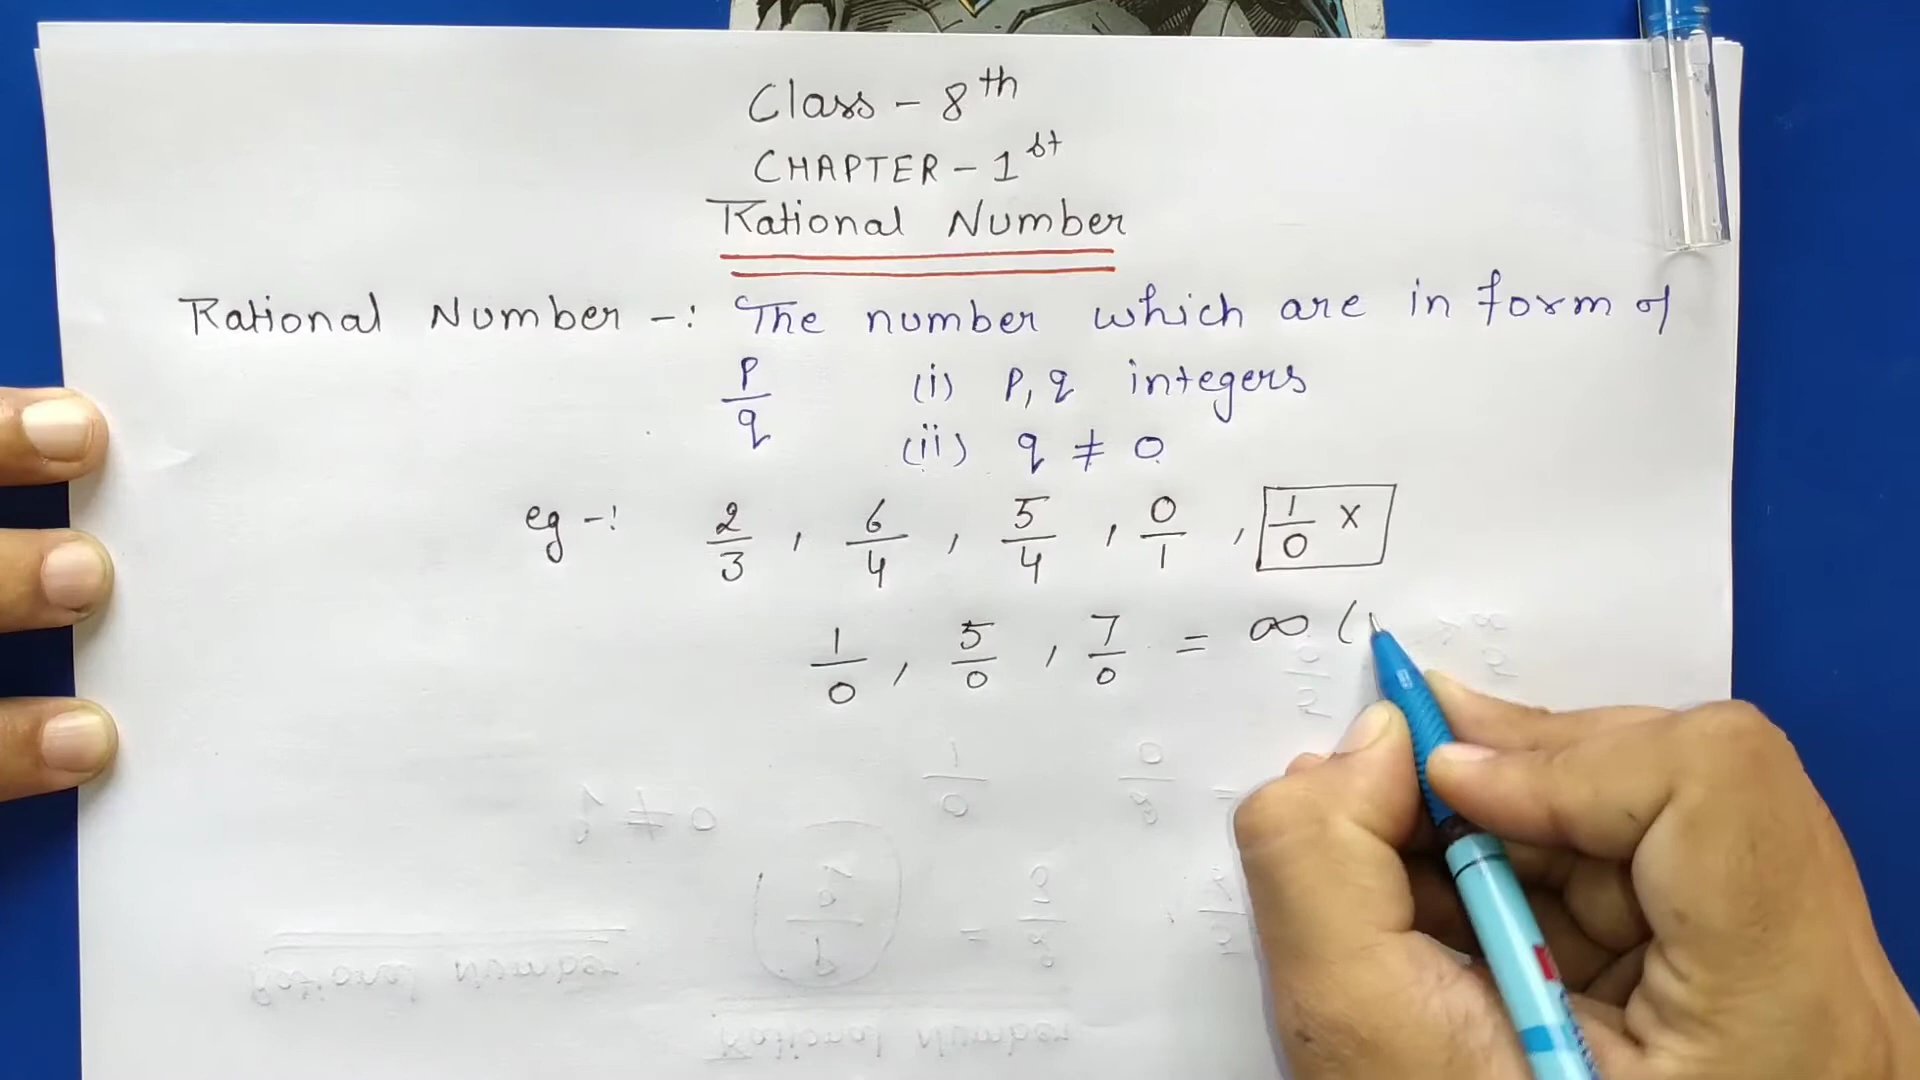 Class - 8th
CHAPTER - 1st
Rational Number
Rational Number -: The number which are in form of
p/q (i) p, q integers
(ii) q ≠ 0
eg -: 2/3 , 6/4 , 5/4 , 0/1 , 1/0 ×
1/0 , 5/0 , 7/0 = ∞ (